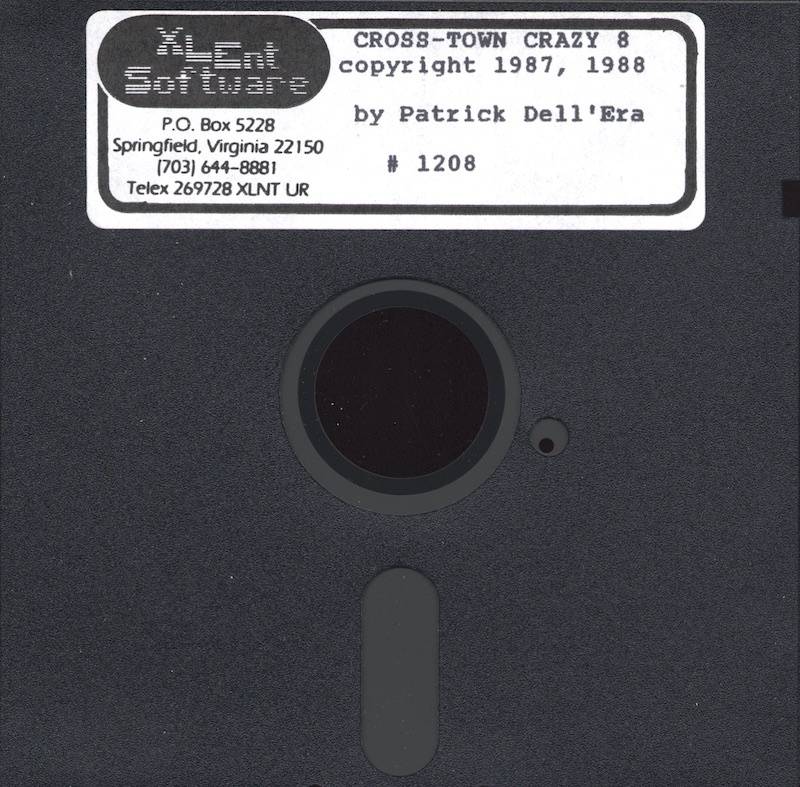 XLEnt
Software
P.O. Box 5228
Springfield, Virginia 22150
(703) 644-8881
Telex 269728 XLNT UR
CROSS-TOWN CRAZY 8
copyright 1987, 1988
by Patrick Dell'Era
# 1208